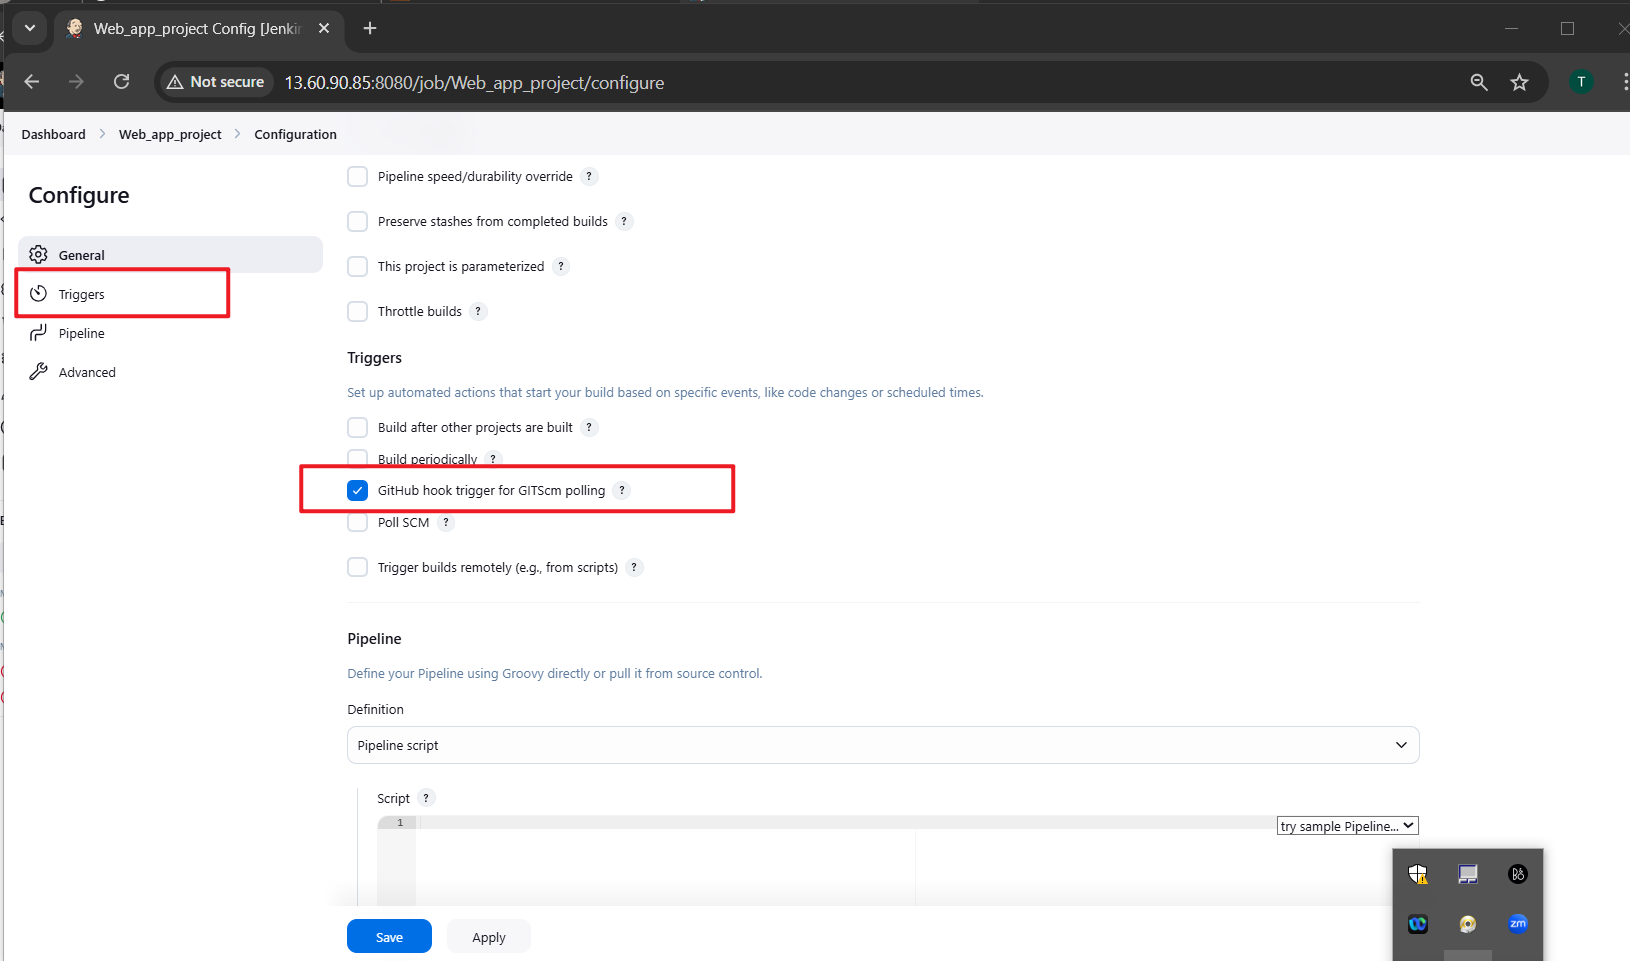 Web_app_project Config [Jenkin
Not secure
13.60.90.85:8080/job/Web_app_project/configure
T
Dashboard > Web_app_project > Configuration
Configure
General
Triggers
Pipeline
Advanced
Pipeline speed/durability override ?
Preserve stashes from completed builds ?
This project is parameterized ?
Throttle builds ?
Triggers
Set up automated actions that start your build based on specific events, like code changes or scheduled times.
Build after other projects are built ?
Build periodically ?
GitHub hook trigger for GITScm polling ?
Poll SCM ?
Trigger builds remotely (e.g., from scripts) ?
Pipeline
Define your Pipeline using Groovy directly or pull it from source control.
Definition
Pipeline script
Script ?
1
try sample Pipeline...
Save
Apply
zm